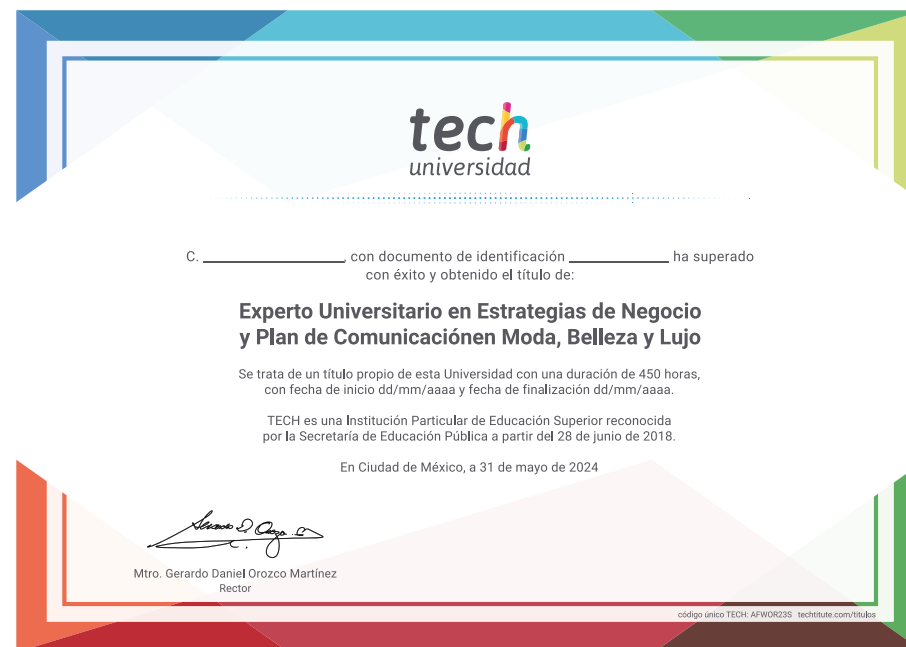 tech
universidad
C. ____________________, con documento de identificación ______________ ha superado
con éxito y obtenido el título de:
Experto Universitario en Estrategias de Negocio
y Plan de Comunicaciónen Moda, Belleza y Lujo
Se trata de un título propio de esta Universidad con una duración de 450 horas,
con fecha de inicio dd/mm/aaaa y fecha de finalización dd/mm/aaaa.
TECH es una Institución Particular de Educación Superior reconocida
por la Secretaría de Educación Pública a partir del 28 de junio de 2018.
En Ciudad de México, a 31 de mayo de 2024
Mtro. Gerardo Daniel Orozco Martínez
Rector
código único TECH: AFWOR23S techtitute.com/titulos